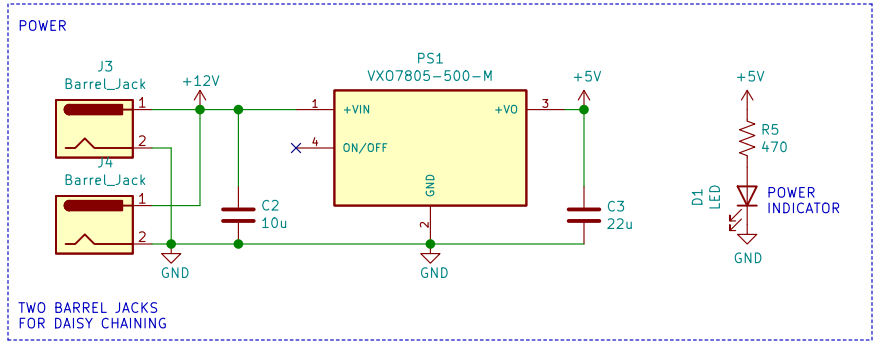 POWER
J3
Barrel_Jack
1
2
+12V
PS1
VXO7805-500-M
1
+VIN
+VO
3
4
ON/OFF
GND
2
+5V
+5V
R5
470
J4
Barrel_Jack
1
2
C2
10u
C3
22u
D1
LED
POWER
INDICATOR
GND
GND
GND
TWO BARREL JACKS
FOR DAISY CHAINING